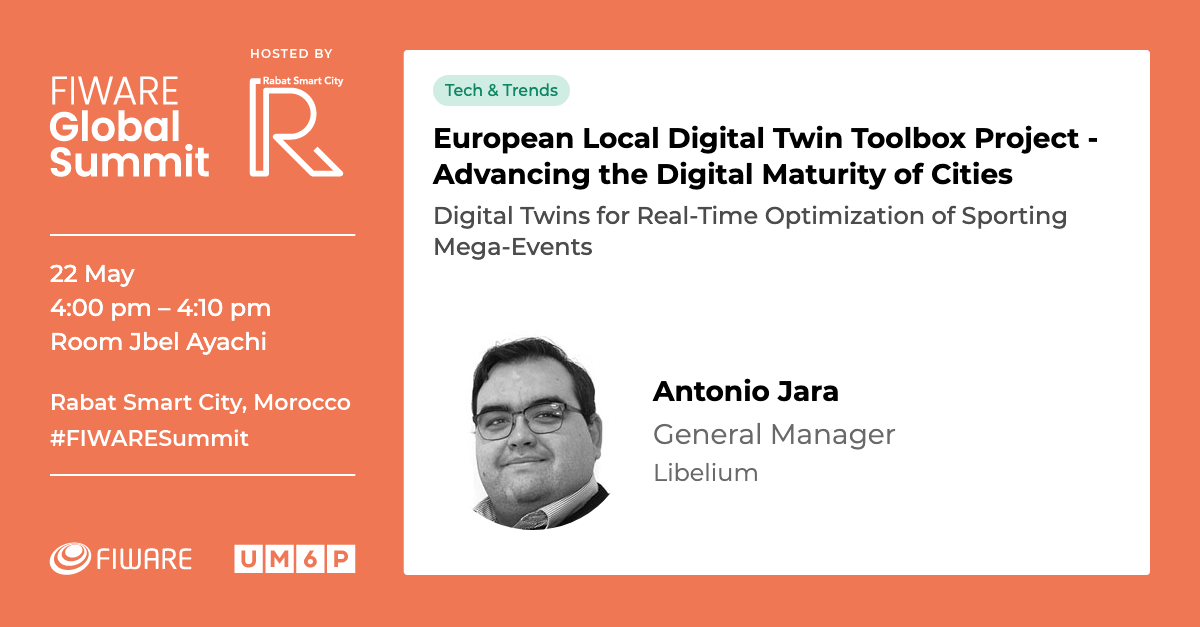 FIWARE
Global
Summit
HOSTED BY
Rabat Smart City
R
22 May
4:00 pm – 4:10 pm
Room Jbel Ayachi
Rabat Smart City, Morocco
#FIWARESummit
FIWARE
UM6P
Tech & Trends
European Local Digital Twin Toolbox Project -
Advancing the Digital Maturity of Cities
Digital Twins for Real-Time Optimization of Sporting
Mega-Events
Antonio Jara
General Manager
Libelium